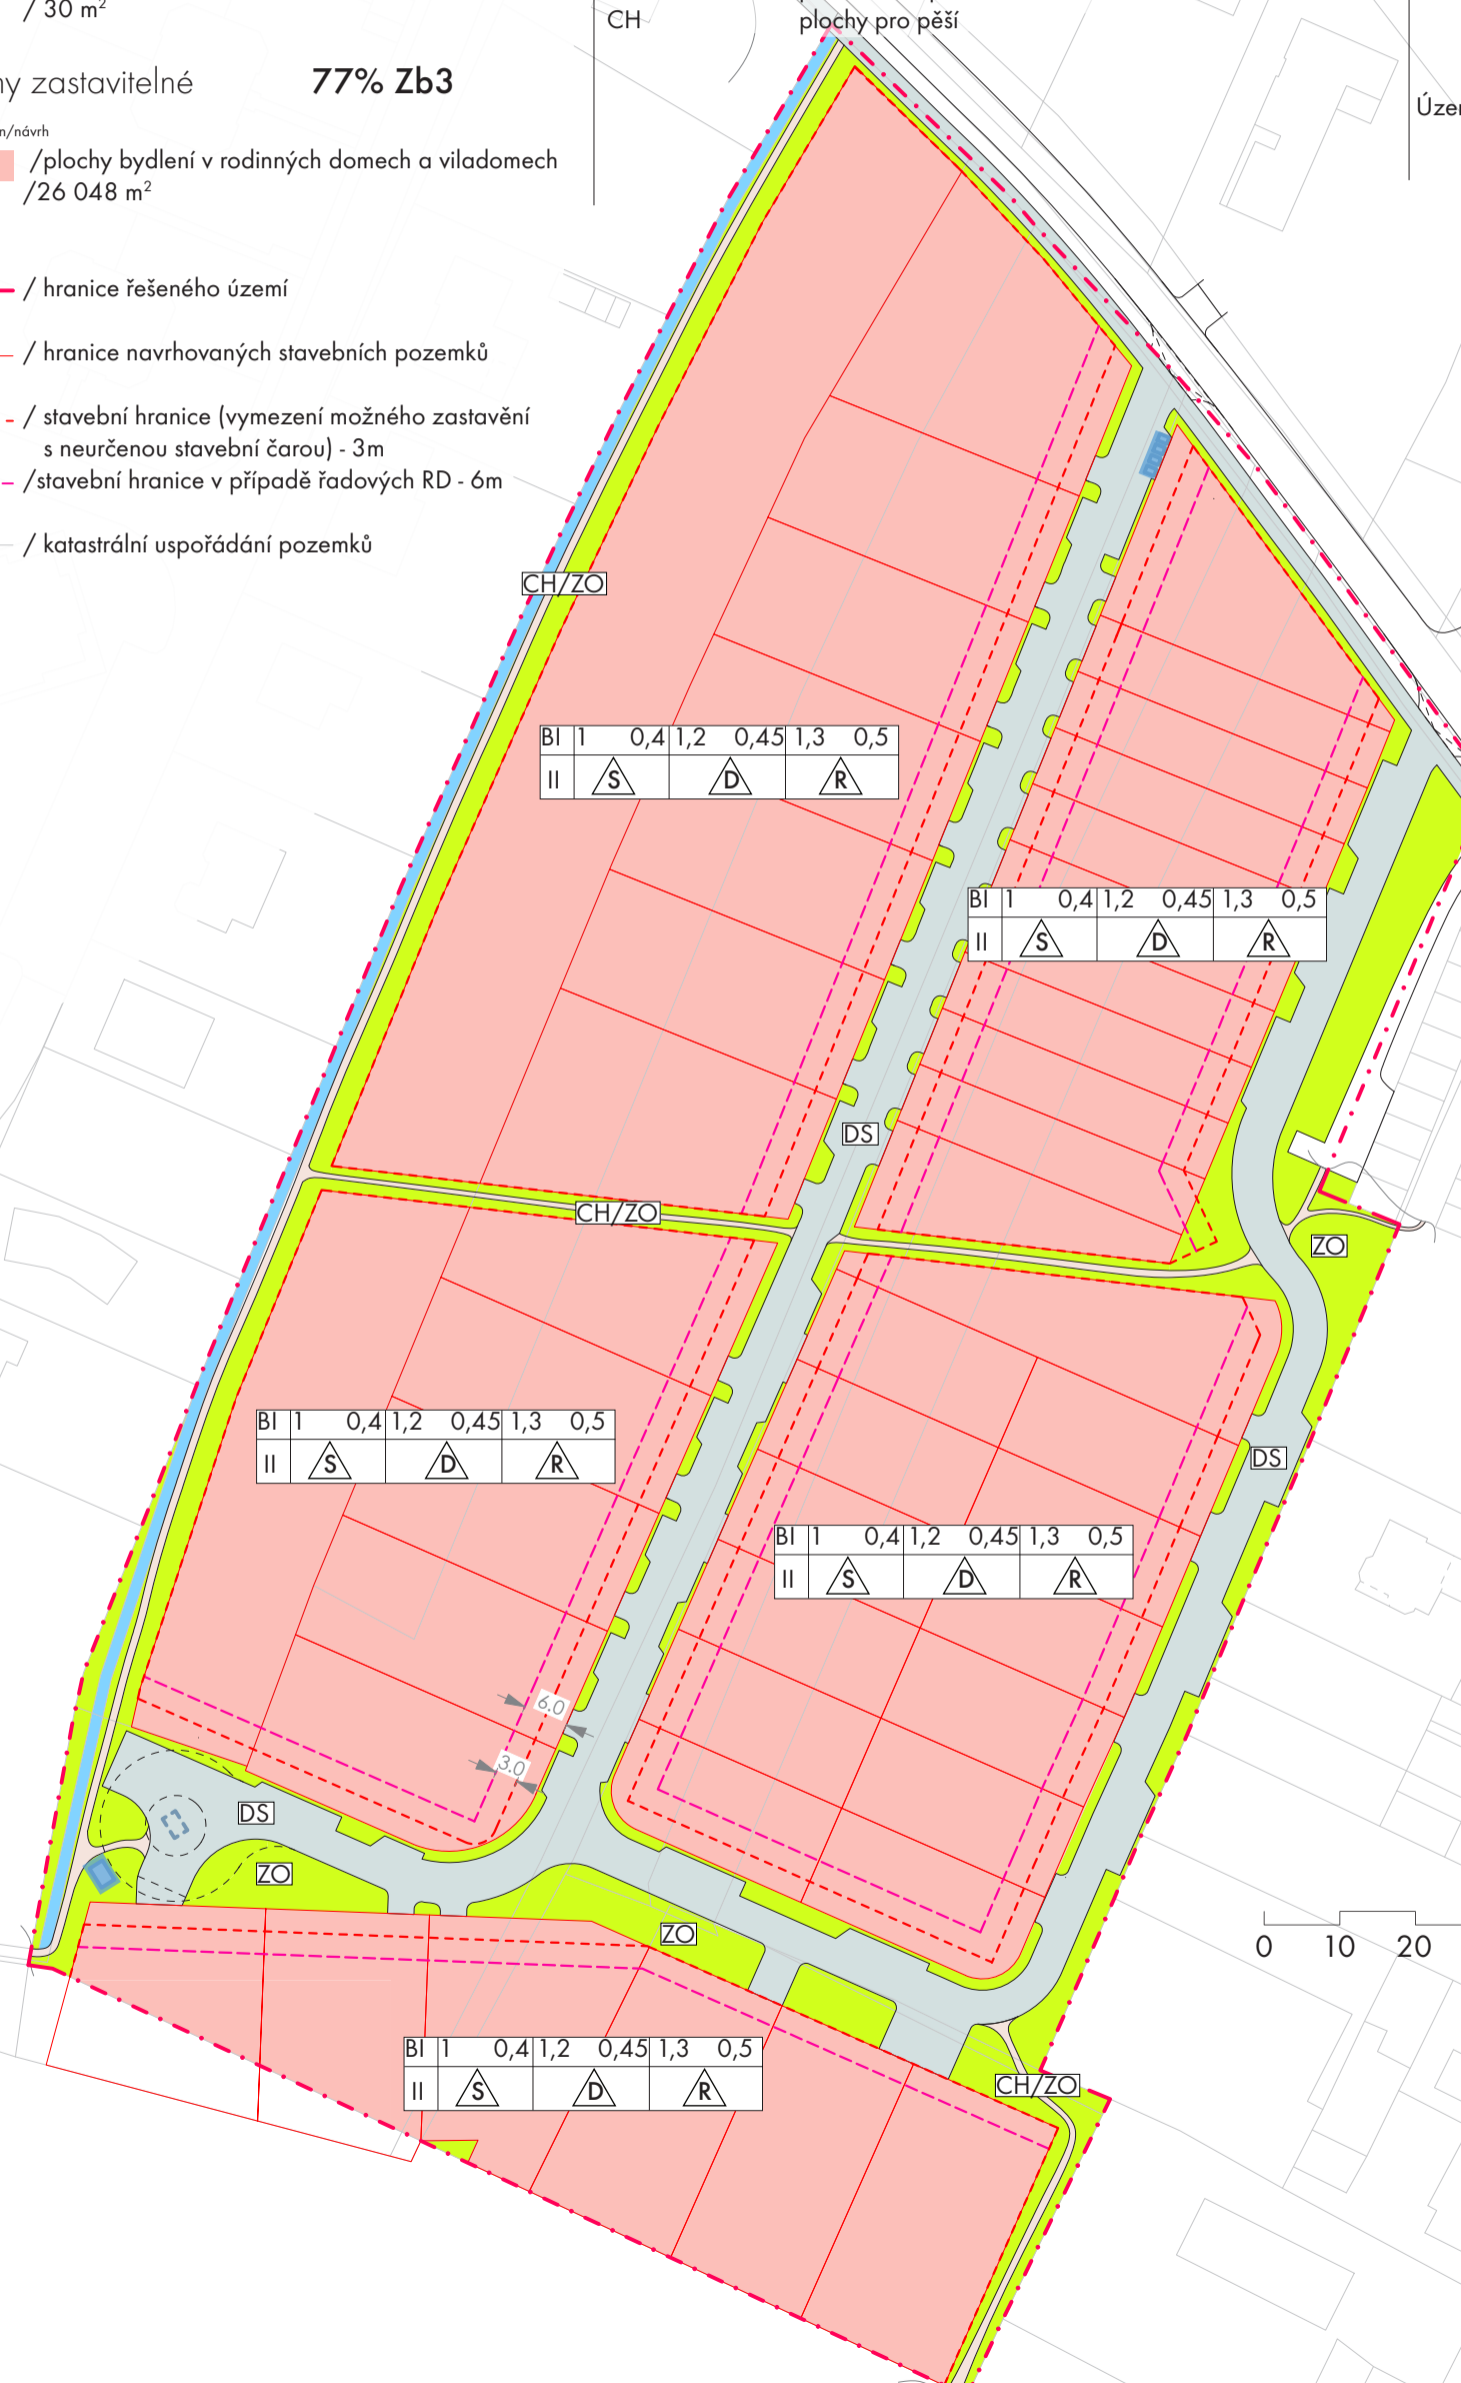 / 30 m²
CH
plochy pro pěší
zastavitelné 77% Zb3
n/návrh
/plochy bydlení v rodinných domech a viladomech
/26 048 m²
/ hranice řešeného území
/ hranice navrhovaných stavebních pozemků
/ stavební hranice (vymezení možného zastavění
s neurčenou stavební čarou) - 3m
/stavební hranice v případě řadových RD - 6m
/ katastrální uspořádání pozemků
CH/ZO
BI 1 0,4 1,2 0,45 1,3 0,5
II S D R
BI 1 0,4 1,2 0,45 1,3 0,5
II S D R
DS
CH/ZO
ZO
BI 1 0,4 1,2 0,45 1,3 0,5
II S D R
DS
BI 1 0,4 1,2 0,45 1,3 0,5
II S D R
6.0
3.0
DS
ZO
ZO
0 10 20
BI 1 0,4 1,2 0,45 1,3 0,5
II S D R
CH/ZO